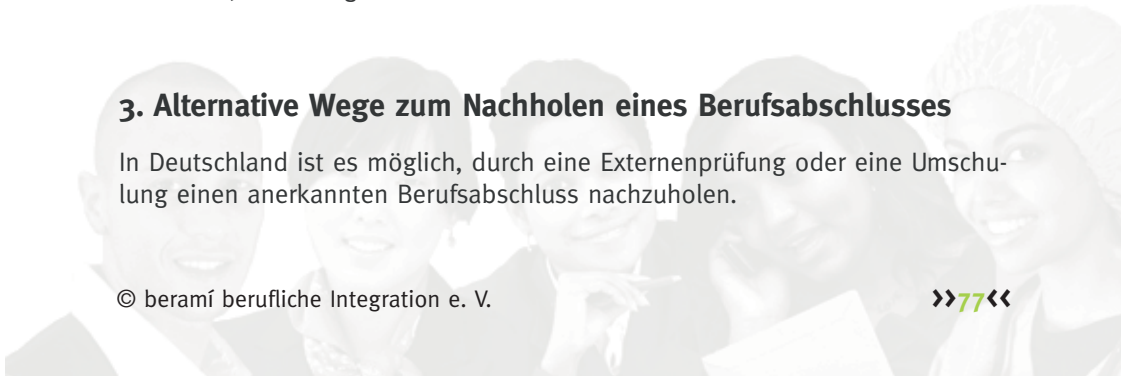 3. Alternative Wege zum Nachholen eines Berufsabschlusses
In Deutschland ist es möglich, durch eine Externenprüfung oder eine Umschu-
lung einen anerkannten Berufsabschluss nachzuholen.
© beramí berufliche Integration e. V.
››77‹‹